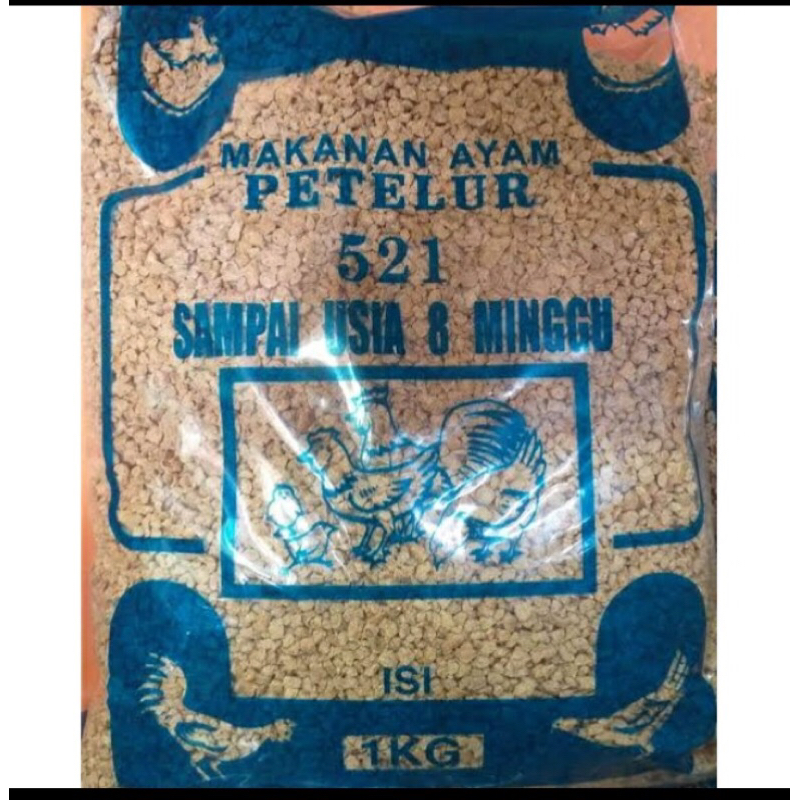 MAKANAN AYAM
PETELUR
521
SAMPAI USIA 8 MINGGU
ISI
1KG